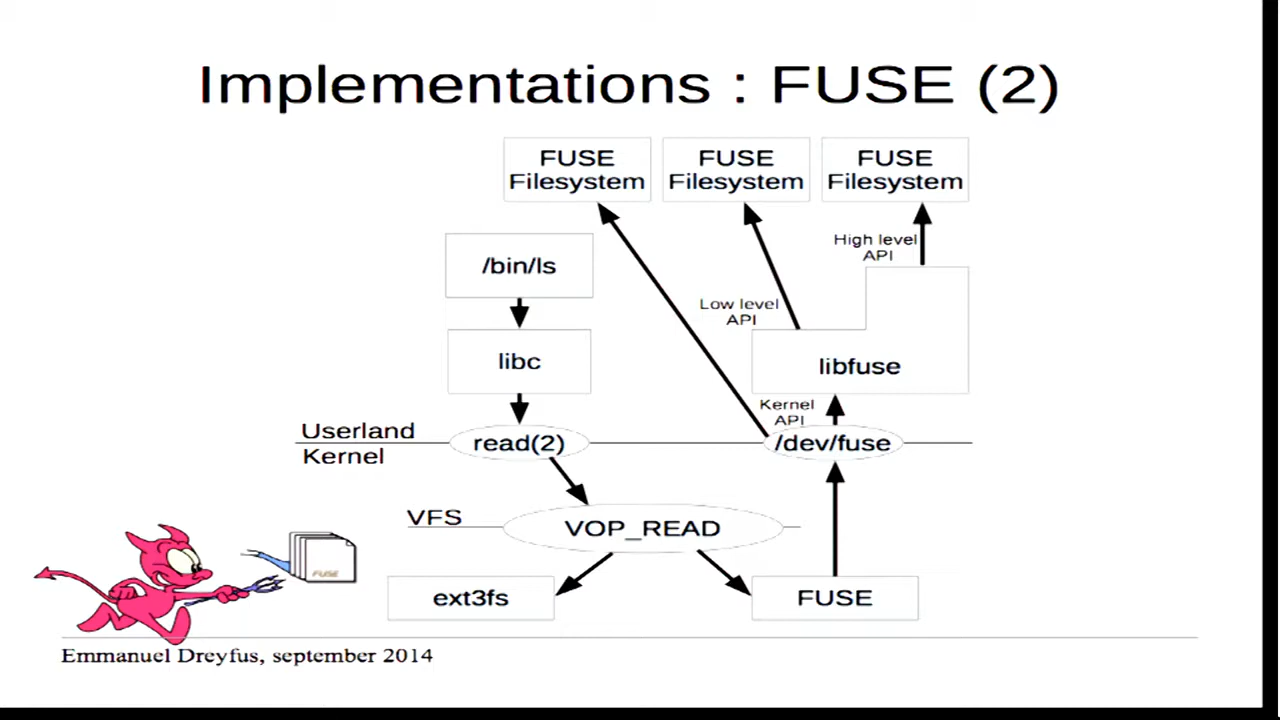 Implementations : FUSE (2)
FUSE
Filesystem
FUSE
Filesystem
FUSE
Filesystem
/bin/ls
High level
API
Low level
API
libc
libfuse
Kernel
API
Userland
Kernel
read(2)
/dev/fuse
VFS
VOP_READ
FUSE
ext3fs
FUSE
Emmanuel Dreyfus, september 2014